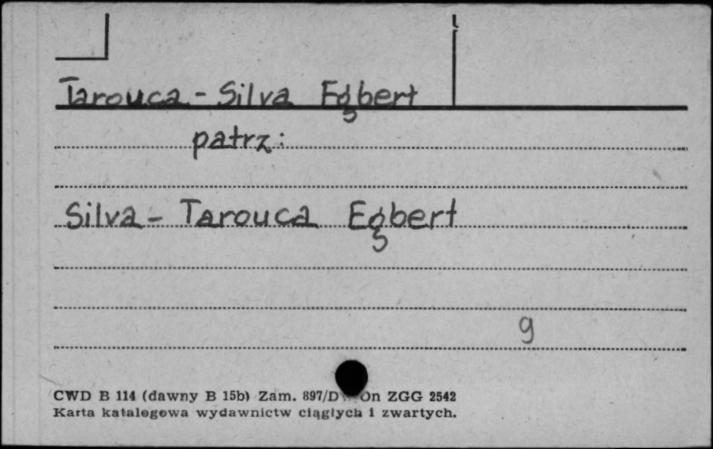 Tarouca - Silva Egbert
patrz:
Silva - Tarouca Egbert
9
CWD B 114 (dawny B 15b) Zam. 897/D On ZGG 2542
Karta katalogowa wydawnictw ciągłych i zwartych.